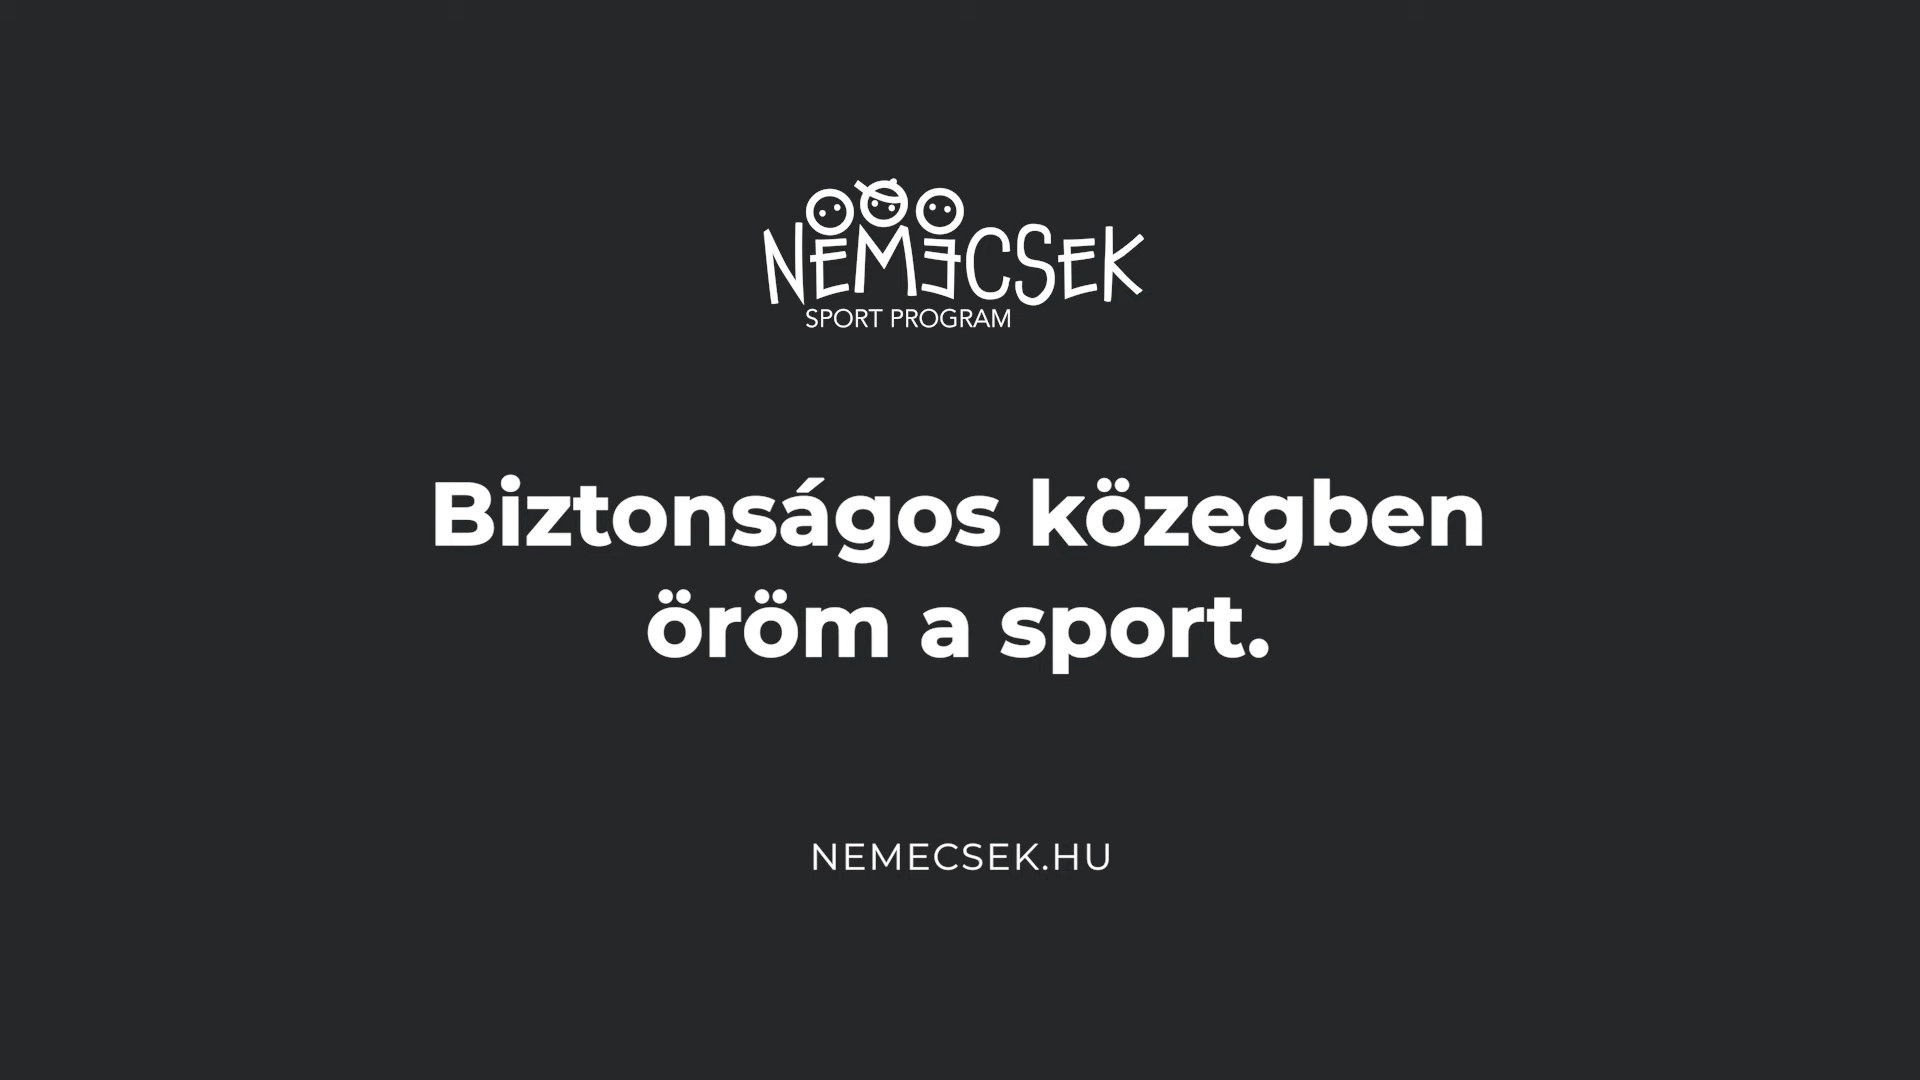 NEMECSEK
SPORT PROGRAM
Biztonságos közegben
öröm a sport.
NEMECSEK.HU